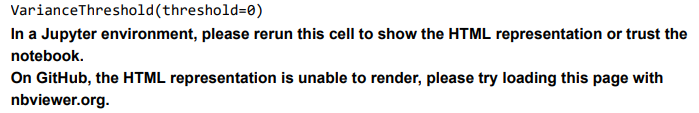 VarianceThreshold(threshold=0)
In a Jupyter environment, please rerun this cell to show the HTML representation or trust the
notebook.
On GitHub, the HTML representation is unable to render, please try loading this page with
nbviewer.org.